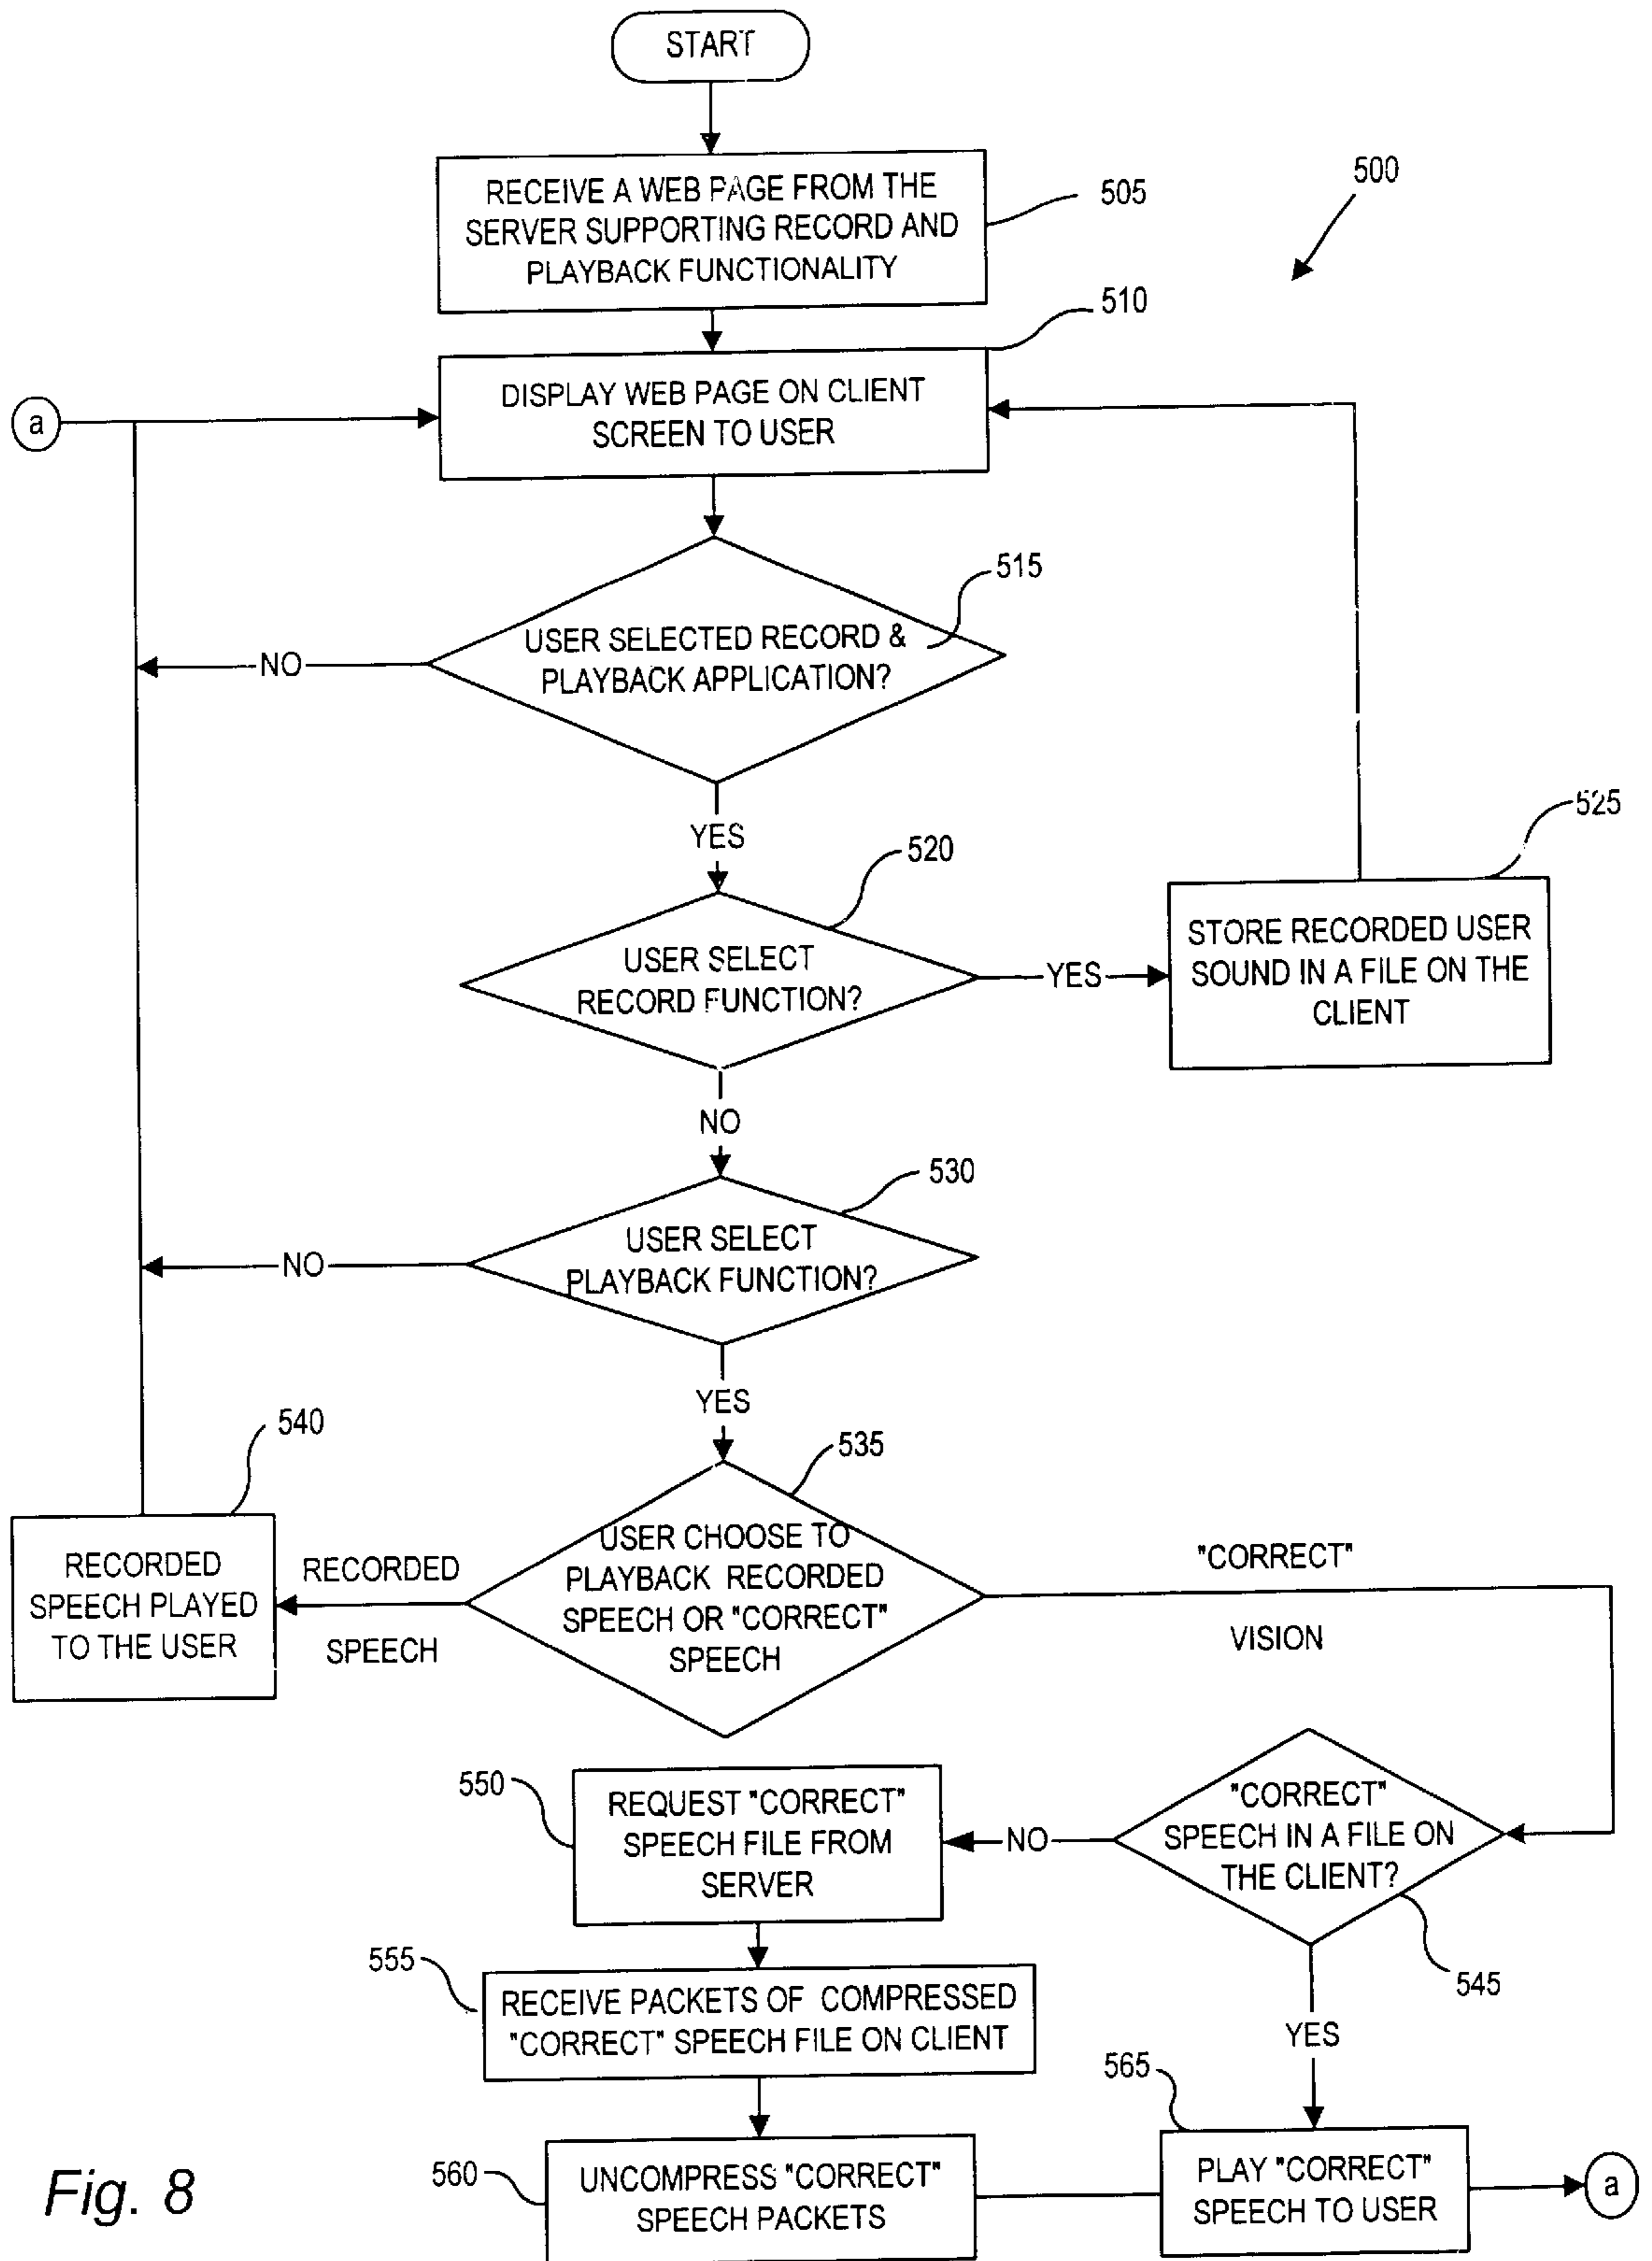 START
RECEIVE A WEB PAGE FROM THE
SERVER SUPPORTING RECORD AND
PLAYBACK FUNCTIONALITY
505
500
510
DISPLAY WEB PAGE ON CLIENT
SCREEN TO USER
a
515
USER SELECTED RECORD &
PLAYBACK APPLICATION?
NO
YES
520
525
USER SELECT
RECORD FUNCTION?
YES
STORE RECORDED USER
SOUND IN A FILE ON THE
CLIENT
NO
530
USER SELECT
PLAYBACK FUNCTION?
NO
YES
540
535
RECORDED
SPEECH PLAYED
TO THE USER
RECORDED
SPEECH
USER CHOOSE TO
PLAYBACK RECORDED
SPEECH OR "CORRECT"
SPEECH
"CORRECT"
VISION
550
REQUEST "CORRECT"
SPEECH FILE FROM
SERVER
NO
"CORRECT"
SPEECH IN A FILE ON
THE CLIENT?
545
555
RECEIVE PACKETS OF COMPRESSED
"CORRECT" SPEECH FILE ON CLIENT
YES
565
560
UNCOMPRESS "CORRECT"
SPEECH PACKETS
PLAY "CORRECT"
SPEECH TO USER
a
Fig. 8